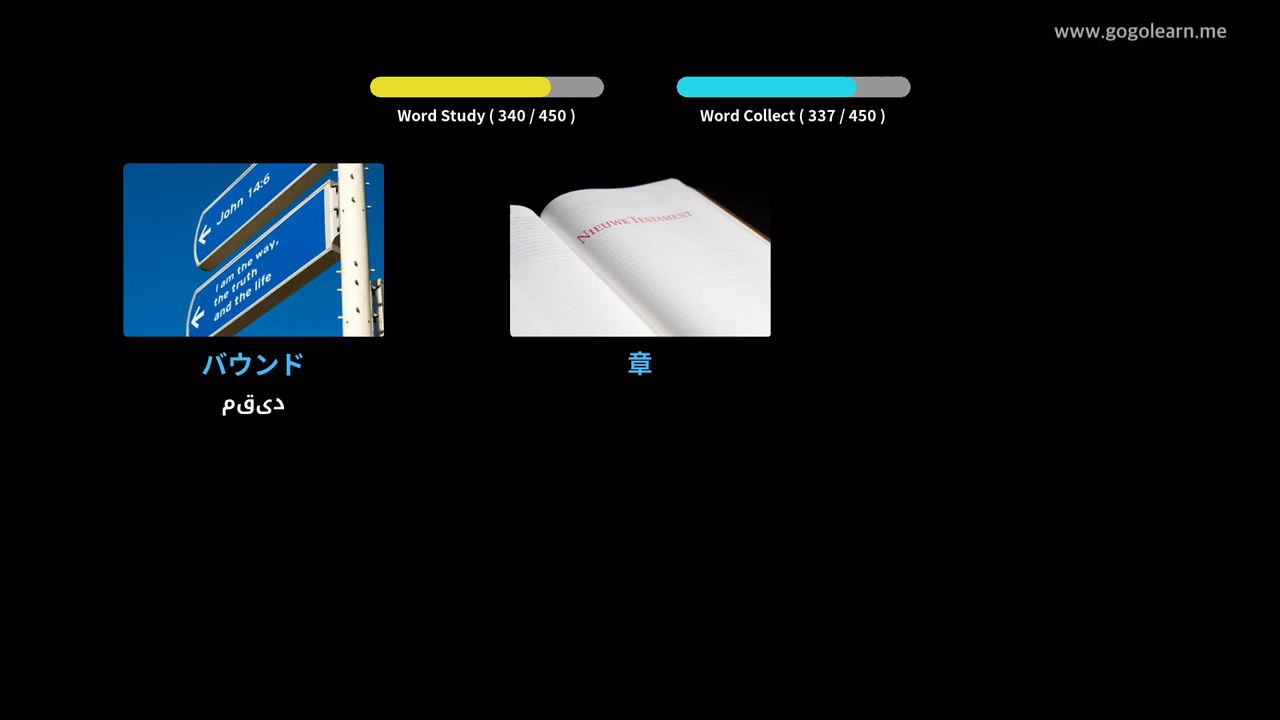 www.gogolearn.me
Word Study ( 340 / 450 )
Word Collect ( 337 / 450 )
John 14:6
I am the way,
the truth
and the life
NIEUWE TESTAMENT
バウンド
章
دیقم